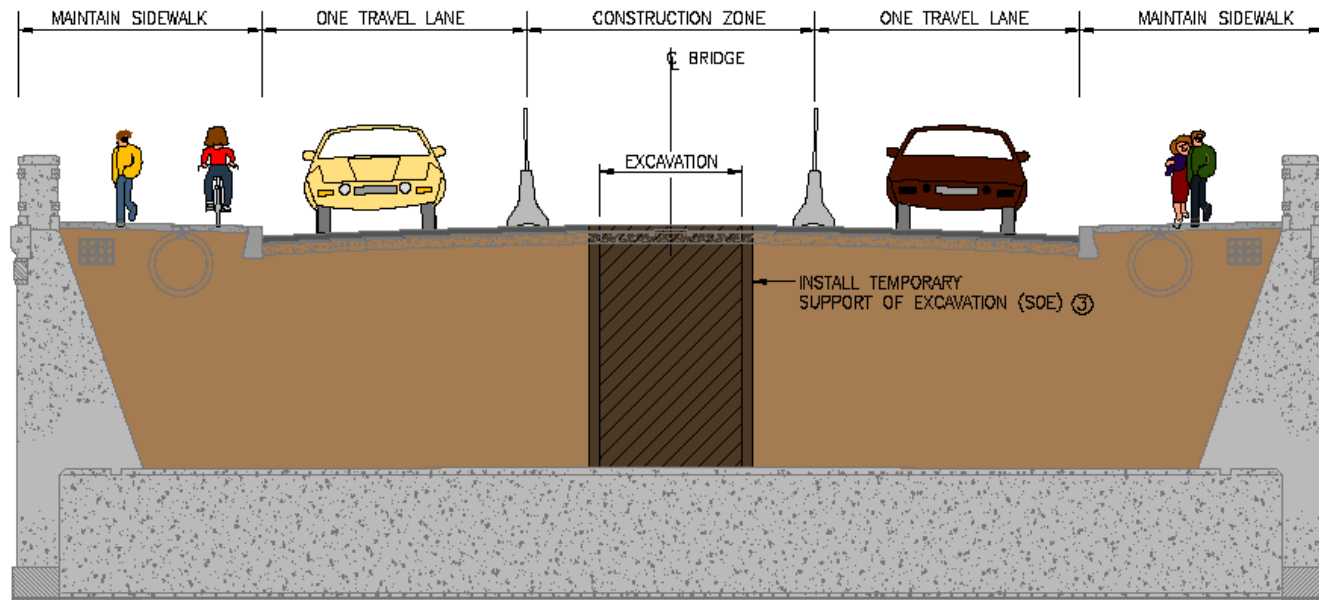 MAINTAIN SIDEWALK
ONE TRAVEL LANE
CONSTRUCTION ZONE
ONE TRAVEL LANE
MAINTAIN SIDEWALK
℄ BRIDGE
EXCAVATION
INSTALL TEMPORARY
SUPPORT OF EXCAVATION (SOE) ③